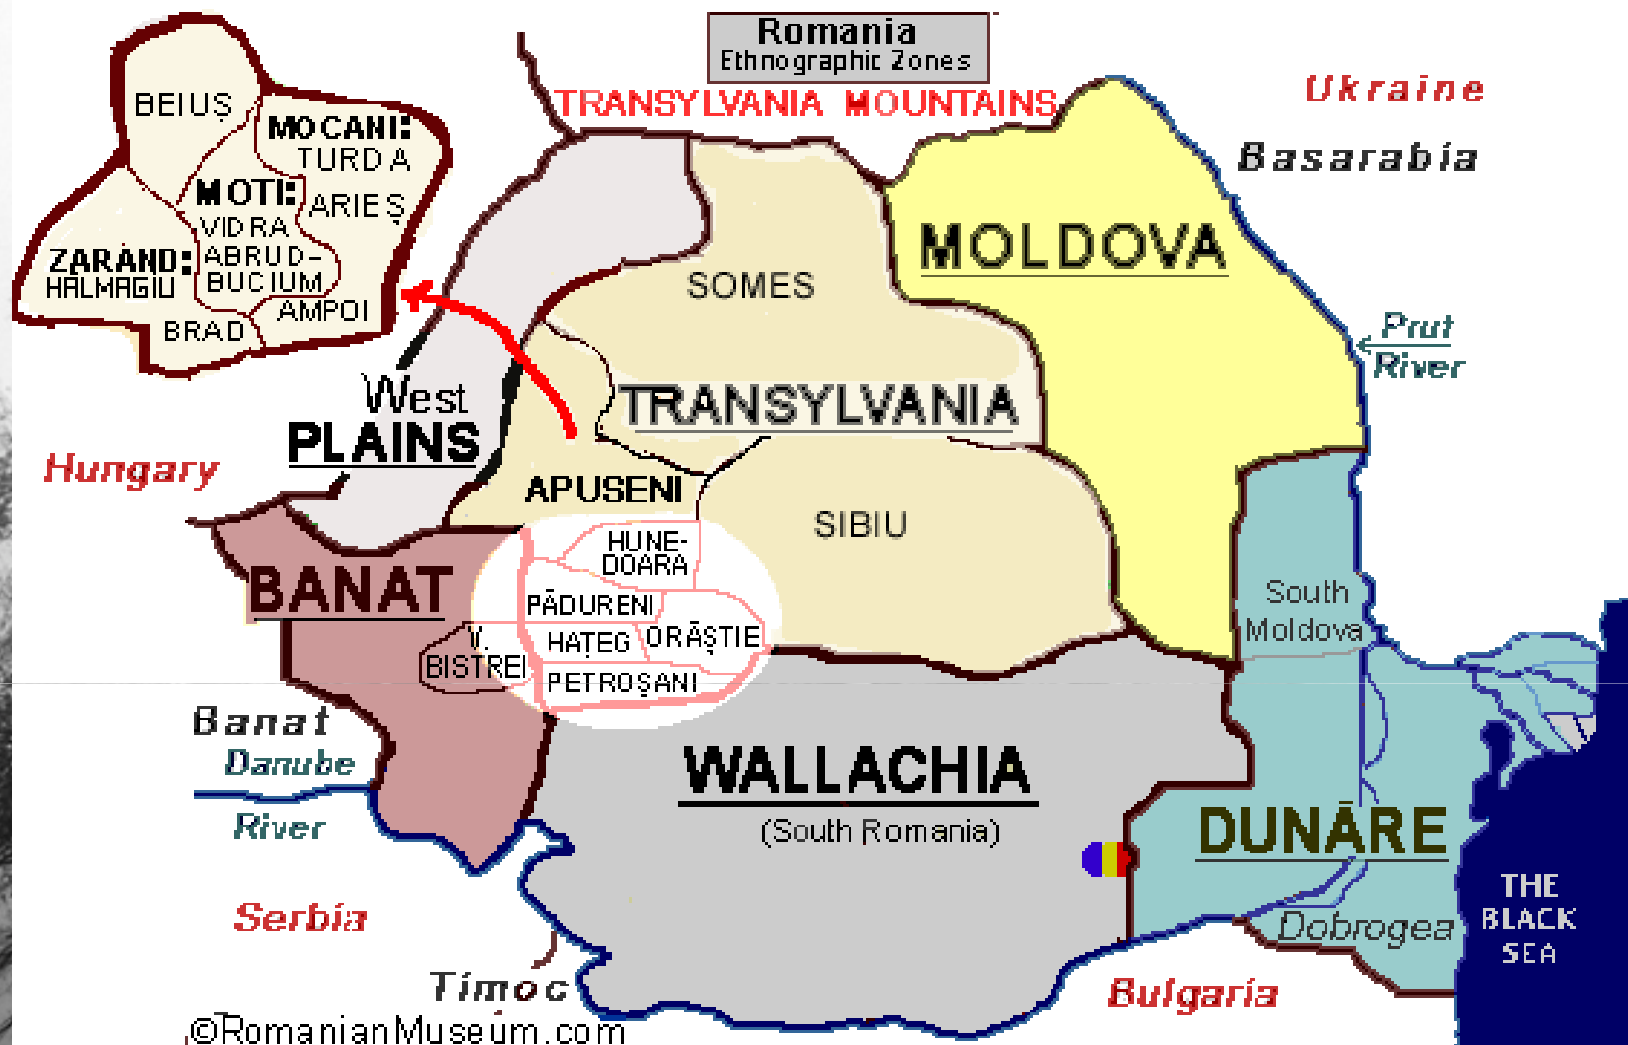 Romania
Ethnographic Zones
TRANSYLVANIA MOUNTAINS
Ukraine
Basarabia
BEIUȘ
MOCANI:
TURDA
MOTI:
ARIEȘ
VIDRA
ZARAND:
HALMAGIU
ABRUD-
BUCIUM
AMPOI
BRAD
MOLDOVA
SOMES
Prut
River
West
PLAINS
TRANSYLVANIA
Hungary
APUSENI
SIBIU
BANAT
HUNE-
DOARA
PĂDURENI
V.
BISTREI
HAȚEG
ORĂȘTIE
PETROȘANI
South
Moldova
Banat
Danube
River
WALLACHIA
(South Romania)
DUNĂRE
THE
BLACK
SEA
Serbia
Dobrogea
Timoc
Bulgaria
©RomanianMuseum.com